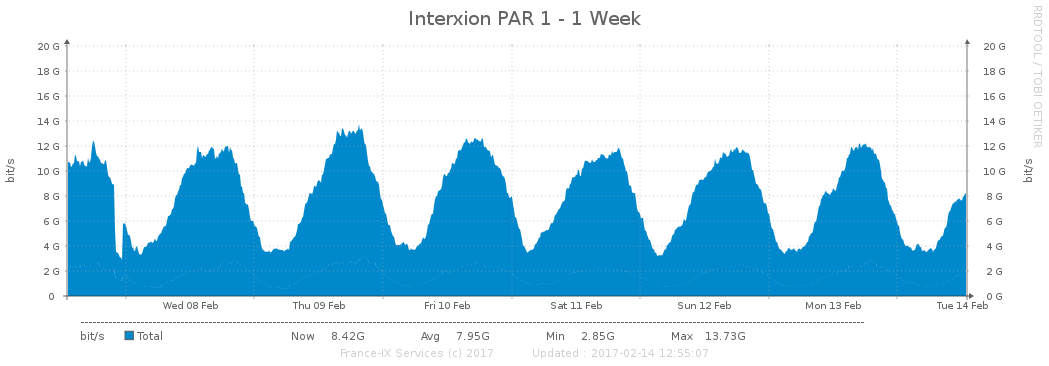 Interxion PAR 1 - 1 Week
RRDTOOL / TOBI OETIKER
20 G 20 G
18 G 18 G
16 G 16 G
14 G 14 G
12 G 12 G
10 G 10 G
8 G 8 G
6 G 6 G
4 G 4 G
2 G 2 G
0 0 G
bit/s
bit/s
Wed 08 Feb Thu 09 Feb Fri 10 Feb Sat 11 Feb Sun 12 Feb Mon 13 Feb Tue 14 Feb
bit/s Total Now 8.42G Avg 7.95G Min 2.85G Max 13.73G
France-IX Services (c) 2017 Updated : 2017-02-14 12:55:07